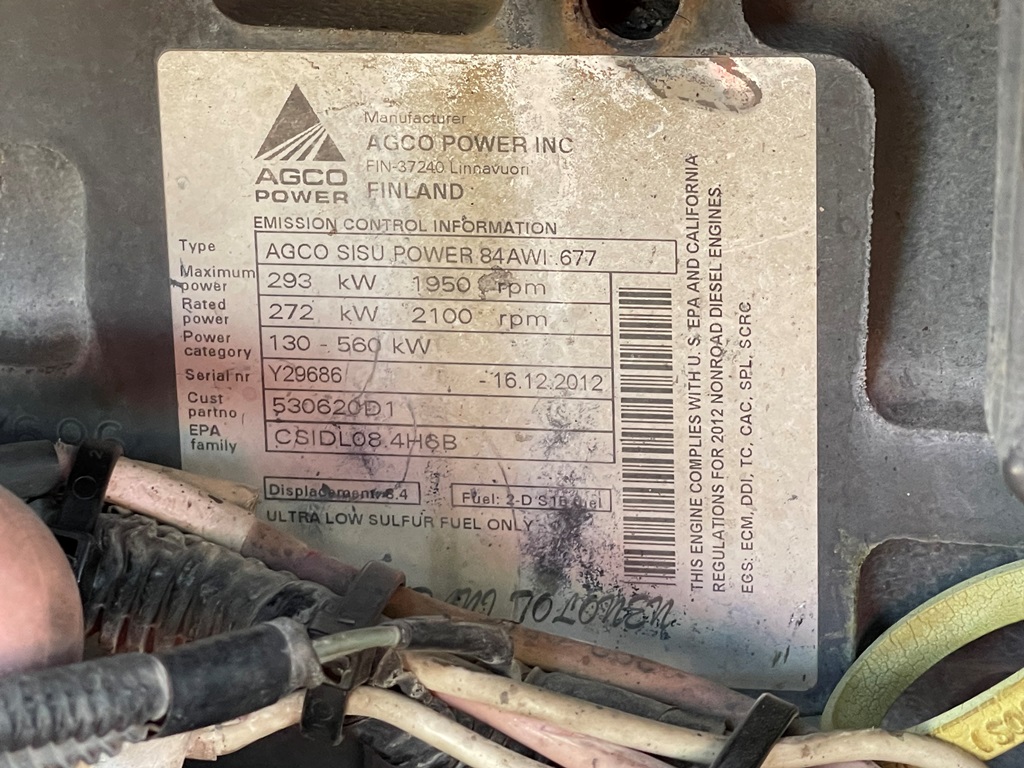 AGCO
POWER
Manufacturer
AGCO POWER INC
FIN-37240 Linnavuori
FINLAND
EMISSION CONTROL INFORMATION
Type AGCO SISU POWER 84AWI .677
Maximum power 293 kW 1950 rpm
Rated power 272 kW 2100 rpm
Power category 130 - 560 kW
Serial nr Y29686 - 16.12.2012
Cust partno 530620D1
EPA family CSIDL08.4H6B
Displacement: 8.4
Fuel: 2-D S15
ULTRA LOW SULFUR FUEL ONLY
THIS ENGINE COMPLIES WITH U.S. EPA AND CALIFORNIA
REGULATIONS FOR 2012 NONROAD DIESEL ENGINES.
EGS: ECM, DDI, TC, CAC, SPL, SCRC